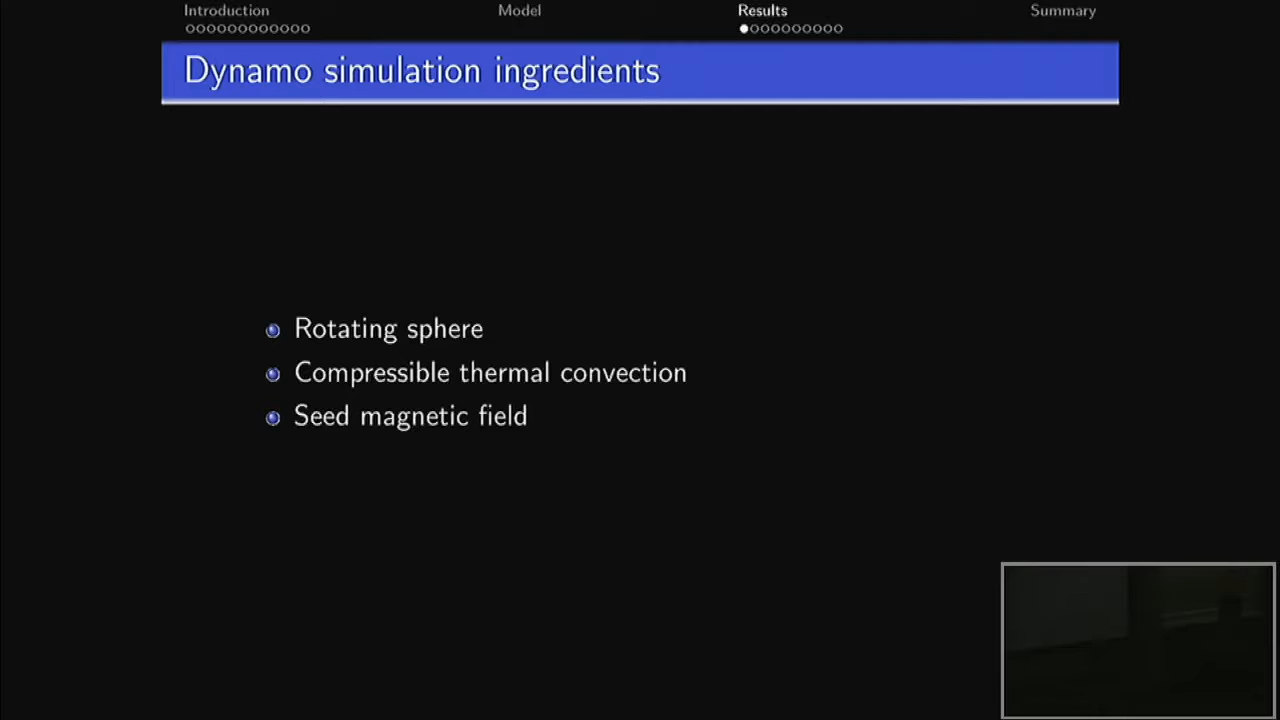 Introduction Model Results Summary
Dynamo simulation ingredients
Rotating sphere
Compressible thermal convection
Seed magnetic field